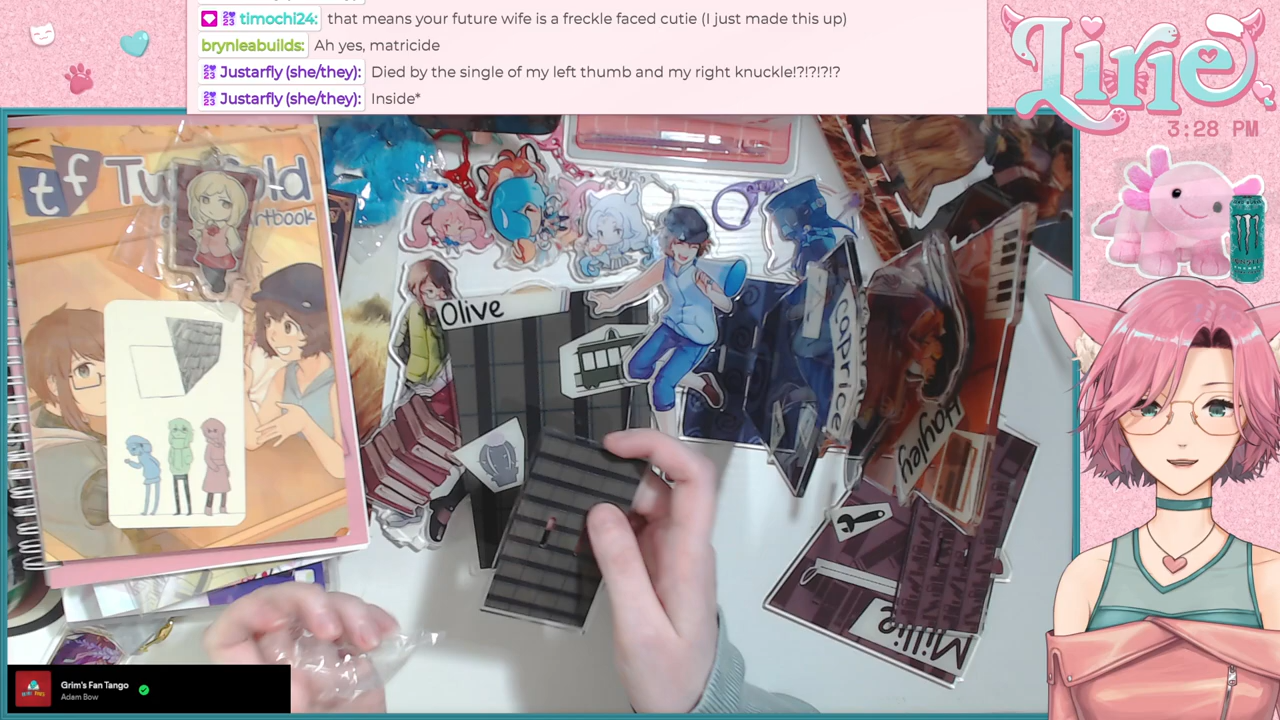 timochi24: that means your future wife is a freckle faced cutie (I just made this up)
brynleabuilds: Ah yes, matricide
Justarfly (she/they): Died by the single of my left thumb and my right knuckle!?!?!?!?
Justarfly (she/they): Inside*
Lirie
3:28 PM
tf Tw ld
artbook
Olive
Caprice
Hayley
Millie
Grim's Fan Tango
Adam Bow